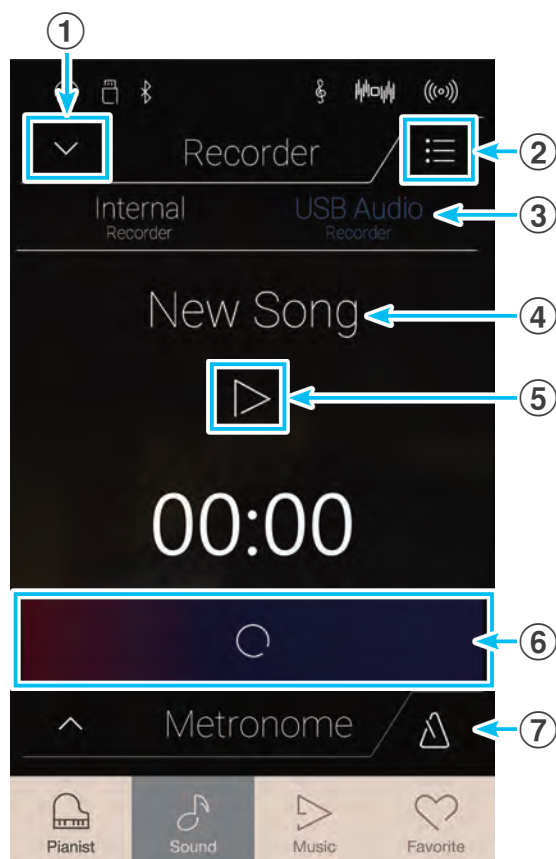 ①
Recorder ②
Internal USB Audio ③
Recorder Recorder
New Song ④
⑤
00:00
⑥
Metronome ⑦
Pianist Sound Music Favorite